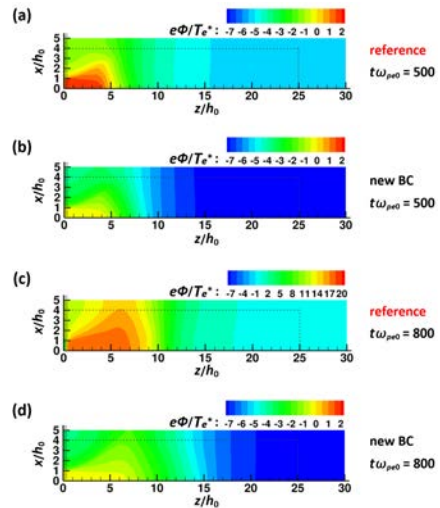 (a)
eΦ/Te*: -7 -6 -5 -4 -3 -2 -1 0 1 2
x/h0
5
4
3
2
1
0
0 5 10 15 20 25 30
z/h0
reference
tωpe0 = 500
(b)
eΦ/Te*: -7 -6 -5 -4 -3 -2 -1 0 1 2
x/h0
5
4
3
2
1
0
0 5 10 15 20 25 30
z/h0
new BC
tωpe0 = 500
(c)
eΦ/Te*: -7 -4 -1 2 5 8 11 14 17 20
x/h0
5
4
3
2
1
0
0 5 10 15 20 25 30
z/h0
reference
tωpe0 = 800
(d)
eΦ/Te*: -7 -6 -5 -4 -3 -2 -1 0 1 2
x/h0
5
4
3
2
1
0
0 5 10 15 20 25 30
z/h0
new BC
tωpe0 = 800